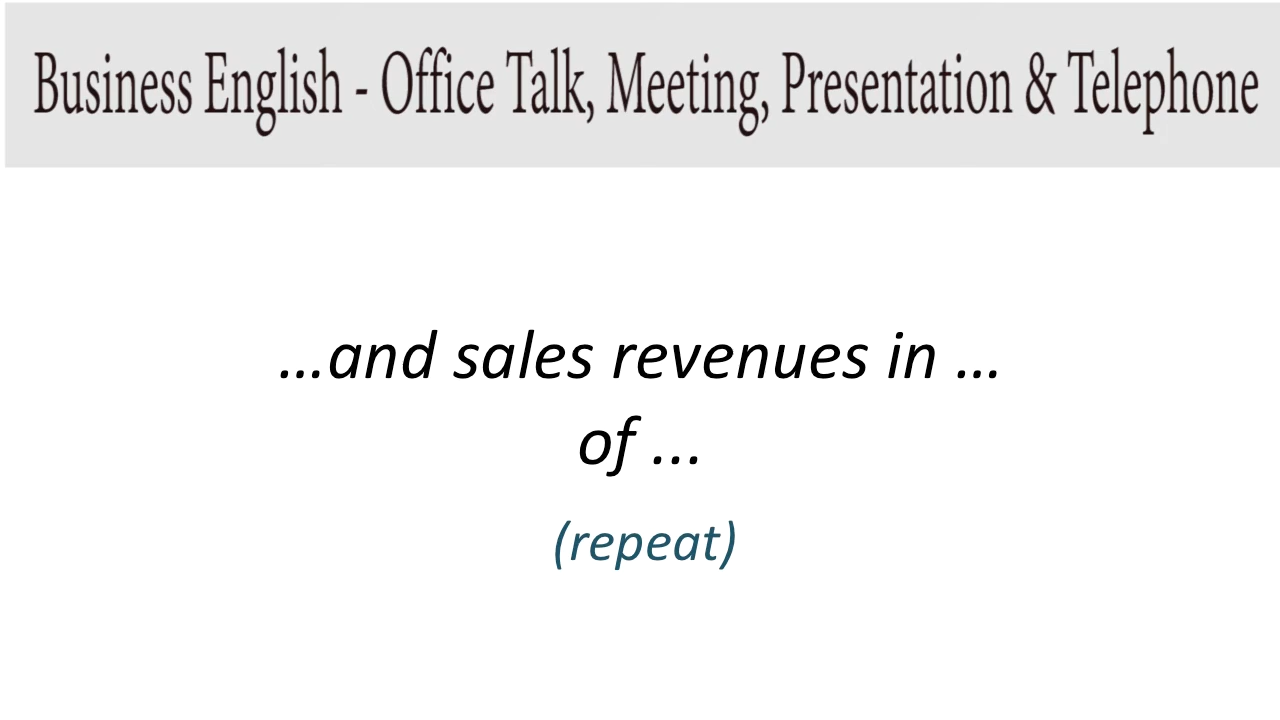 Business English - Office Talk, Meeting, Presentation & Telephone
...and sales revenues in ...
of ...
(repeat)